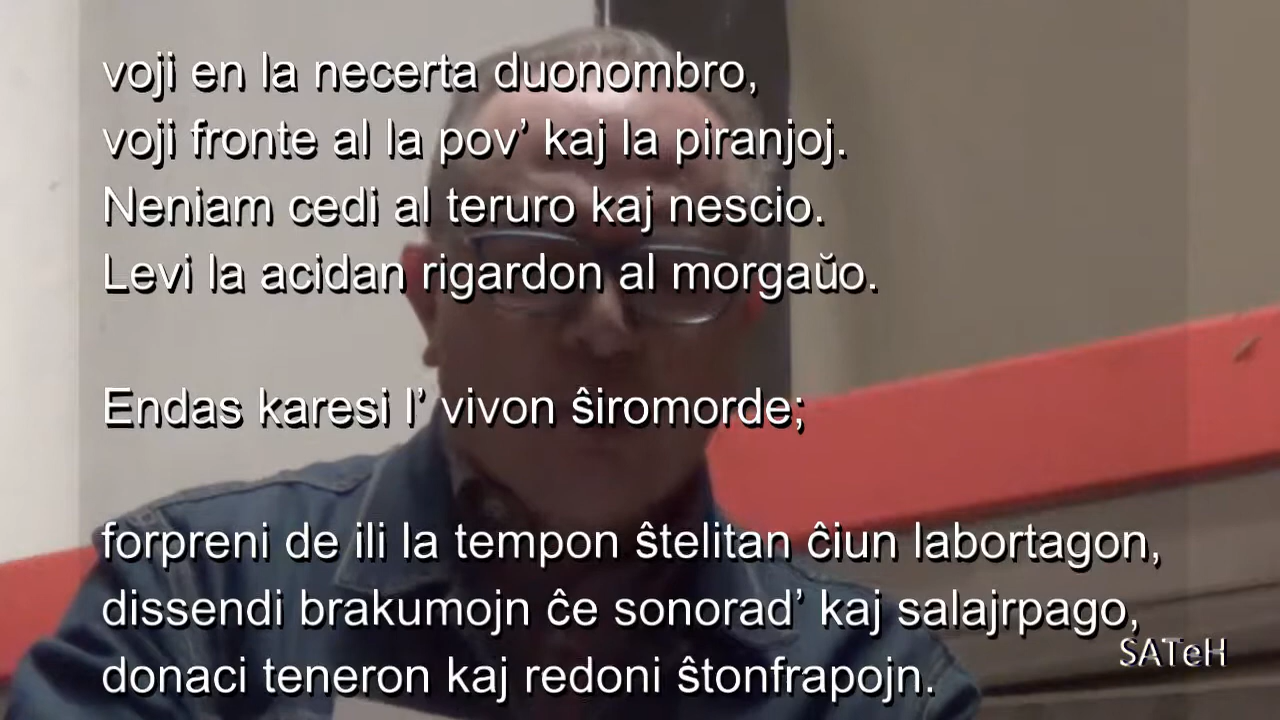 voji en la necerta duonombro,
voji fronte al la pov’ kaj la piranjoj.
Neniam cedi al teruro kaj nescio.
Levi la acidan rigardon al morgaŭo.
Endas karesi l’ vivon ŝiromorde;
forpreni de ili la tempon ŝtelitan ĉiun labortagon,
dissendi brakumojn ĉe sonorad’ kaj salajrpago,
donaci teneron kaj redoni ŝtonfrapojn.
SATeH